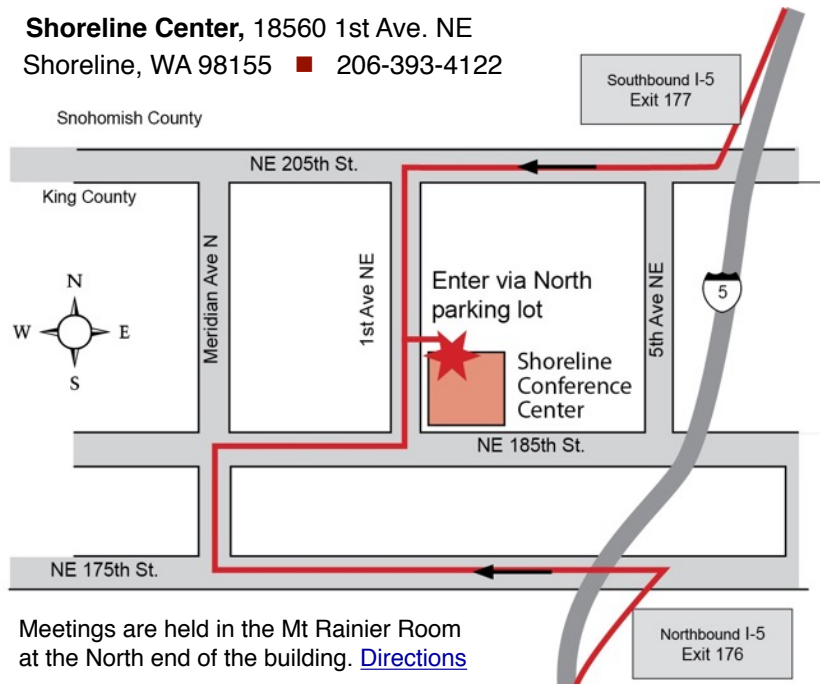 Shoreline Center, 18560 1st Ave. NE
Shoreline, WA 98155 ■ 206-393-4122
Southbound I-5
Exit 177
Snohomish County
NE 205th St.
King County
Meridian Ave N
1st Ave NE
5th Ave NE
Enter via North
parking lot
5
N
W E
S
Shoreline
Conference
Center
NE 185th St.
NE 175th St.
Meetings are held in the Mt Rainier Room
at the North end of the building. Directions
Northbound I-5
Exit 176